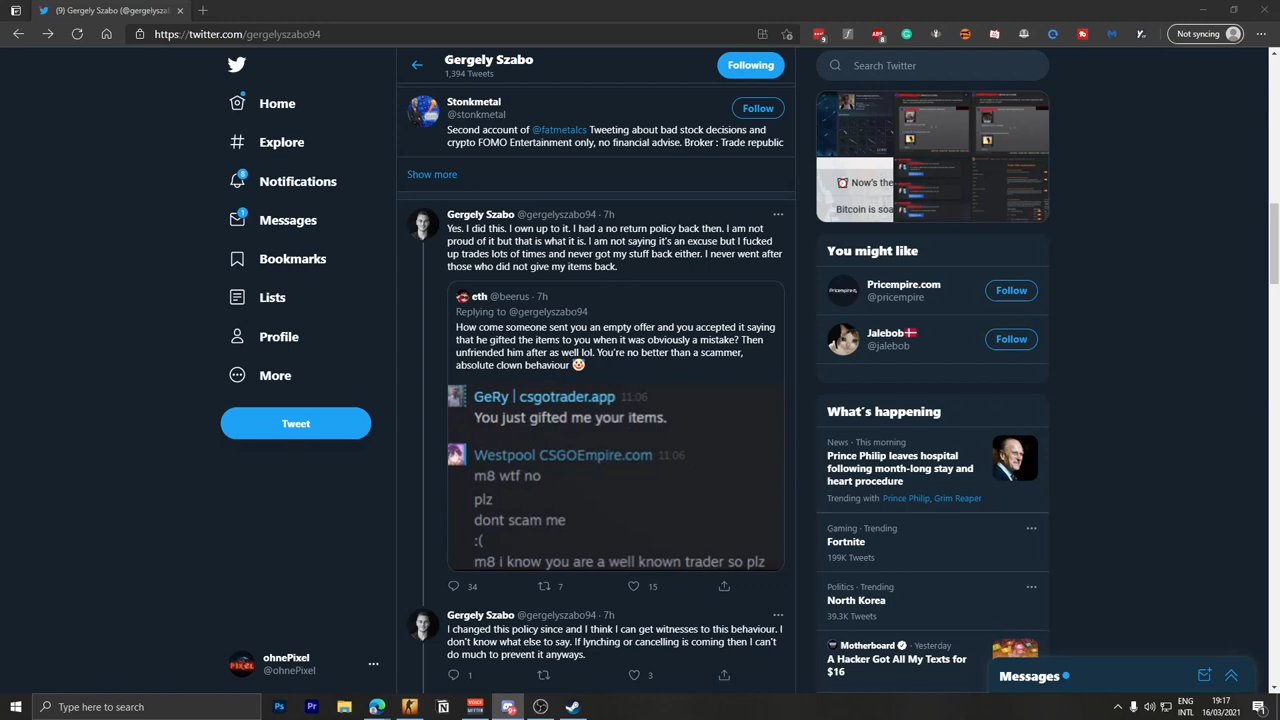 (9) Gergely Szabo (@gergelyszab
https://twitter.com/gergelyszabo94
Not syncing
Home
Explore
8
Notifications
1
Messages
Bookmarks
Lists
Profile
More
Tweet
ohnePixel
@ohnePixel
Gergely Szabo
1,394 Tweets
Following
Stonkmetal
@stonkmetal
Follow
Second account of @fatmetalcs Tweeting about bad stock decisions and
crypto FOMO Entertainment only, no financial advise. Broker : Trade republic
Show more
Gergely Szabo @gergelyszabo94 · 7h
Yes. I did this. I own up to it. I had a no return policy back then. I am not
proud of it but that is what it is. I am not saying it's an excuse but I fucked
up trades lots of times and never got my stuff back either. I never went after
those who did not give my items back.
eth @beerus · 7h
Replying to @gergelyszabo94
How come someone sent you an empty offer and you accepted it saying
that he gifted the items to you when it was obviously a mistake? Then
unfriended him after as well lol. You're no better than a scammer,
absolute clown behaviour 🤡
GeRy | csgotrader.app 11:06
You just gifted me your items.
Westpool CSGOEmpire.com 11:06
m8 wtf no
plz
dont scam me
:(
m8 i know you are a well known trader so plz
34 7 15
Gergely Szabo @gergelyszabo94 · 7h
I changed this policy since and I think I can get witnesses to this behaviour. I
don't know what else to say. If lynching or cancelling is coming then I can't
do much to prevent it anyways.
1 3
Search Twitter
Now's the
Bitcoin is soa
You might like
Pricempire.com
@pricempire
Follow
Jalebob🇩🇰
@jalebob
Follow
What's happening
News · This morning
Prince Philip leaves hospital
following month-long stay and
heart procedure
Trending with Prince Philip, Grim Reaper
Gaming · Trending
Fortnite
199K Tweets
Politics · Trending
North Korea
39.3K Tweets
Motherboard · Yesterday
A Hacker Got All My Texts for
$16
Messages
Type here to search
ENG
INTL
19:17
16/03/2021